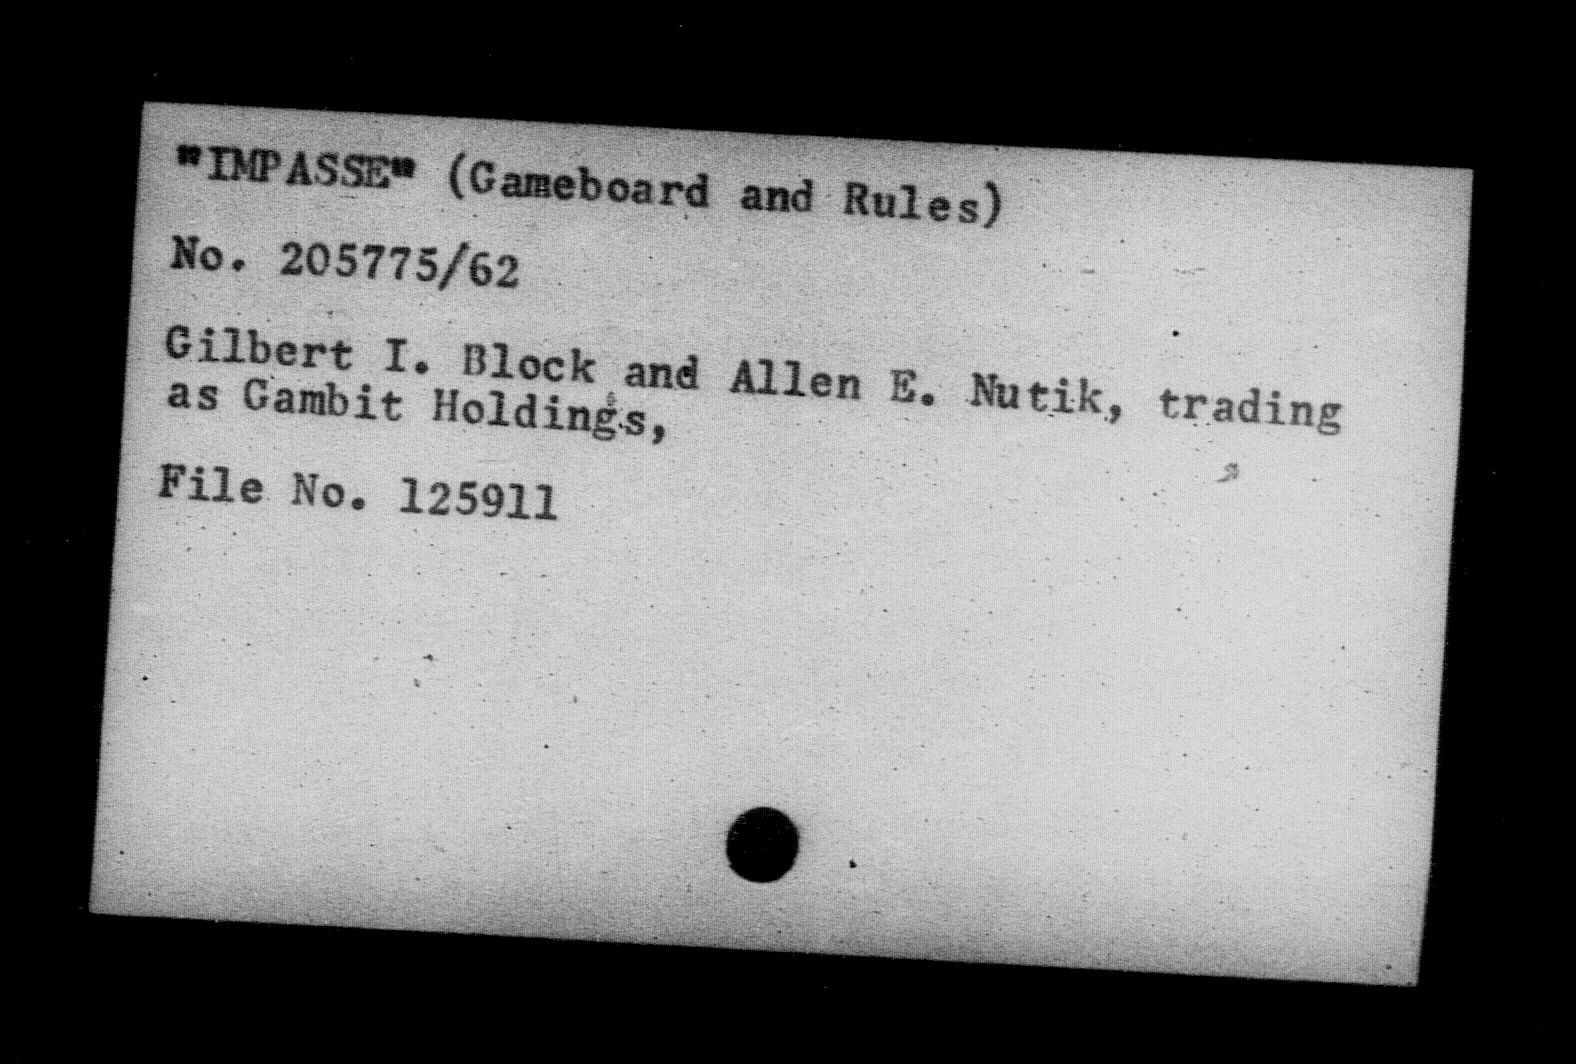 "IMPASSE" (Gameboard and Rules)
No. 205775/62
Gilbert I. Block and Allen E. Nutik, trading
as Gambit Holdings,
File No. 125911